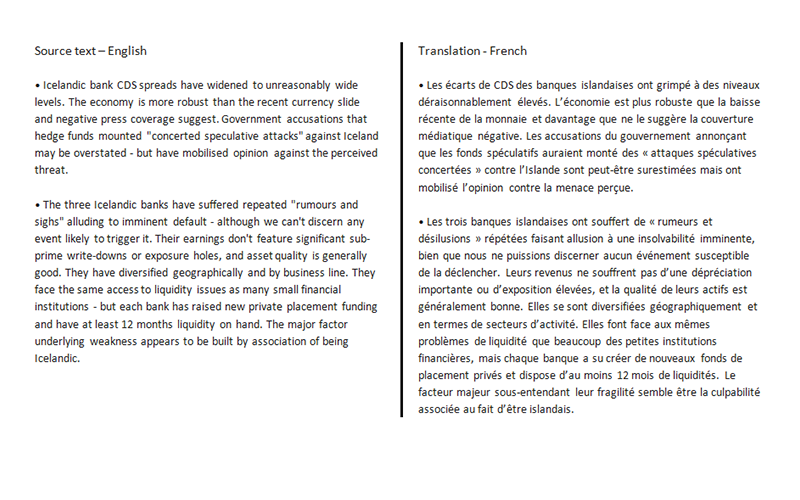 Source text – English
• Icelandic bank CDS spreads have widened to unreasonably wide
levels. The economy is more robust than the recent currency slide
and negative press coverage suggest. Government accusations that
hedge funds mounted "concerted speculative attacks" against Iceland
may be overstated - but have mobilised opinion against the perceived
threat.
• The three Icelandic banks have suffered repeated "rumours and
sighs" alluding to imminent default - although we can't discern any
event likely to trigger it. Their earnings don't feature significant sub-
prime write-downs or exposure holes, and asset quality is generally
good. They have diversified geographically and by business line. They
face the same access to liquidity issues as many small financial
institutions - but each bank has raised new private placement funding
and have at least 12 months liquidity on hand. The major factor
underlying weakness appears to be built by association of being
Icelandic.
Translation - French
• Les écarts de CDS des banques islandaises ont grimpé à des niveaux
déraisonnablement élevés. L’économie est plus robuste que la baisse
récente de la monnaie et davantage que ne le suggère la couverture
médiatique négative. Les accusations du gouvernement annonçant
que les fonds spéculatifs auraient monté des « attaques spéculatives
concertées » contre l’Islande sont peut-être surestimées mais ont
mobilisé l’opinion contre la menace perçue.
• Les trois banques islandaises ont souffert de « rumeurs et
désilusions » répétées faisant allusion à une insolvabilité imminente,
bien que nous ne puissions discerner aucun événement susceptible
de la déclencher. Leurs revenus ne souffrent pas d’une dépréciation
importante ou d’exposition élevées, et la qualité de leurs actifs est
généralement bonne. Elles se sont diversifiées géographiquement et
en termes de secteurs d’activité. Elles font face aux mêmes
problèmes de liquidité que beaucoup des petites institutions
financières, mais chaque banque a su créer de nouveaux fonds de
placement privés et dispose d’au moins 12 mois de liquidités. Le
facteur majeur sous-entendant leur fragilité semble être la culpabilité
associée au fait d’être islandais.